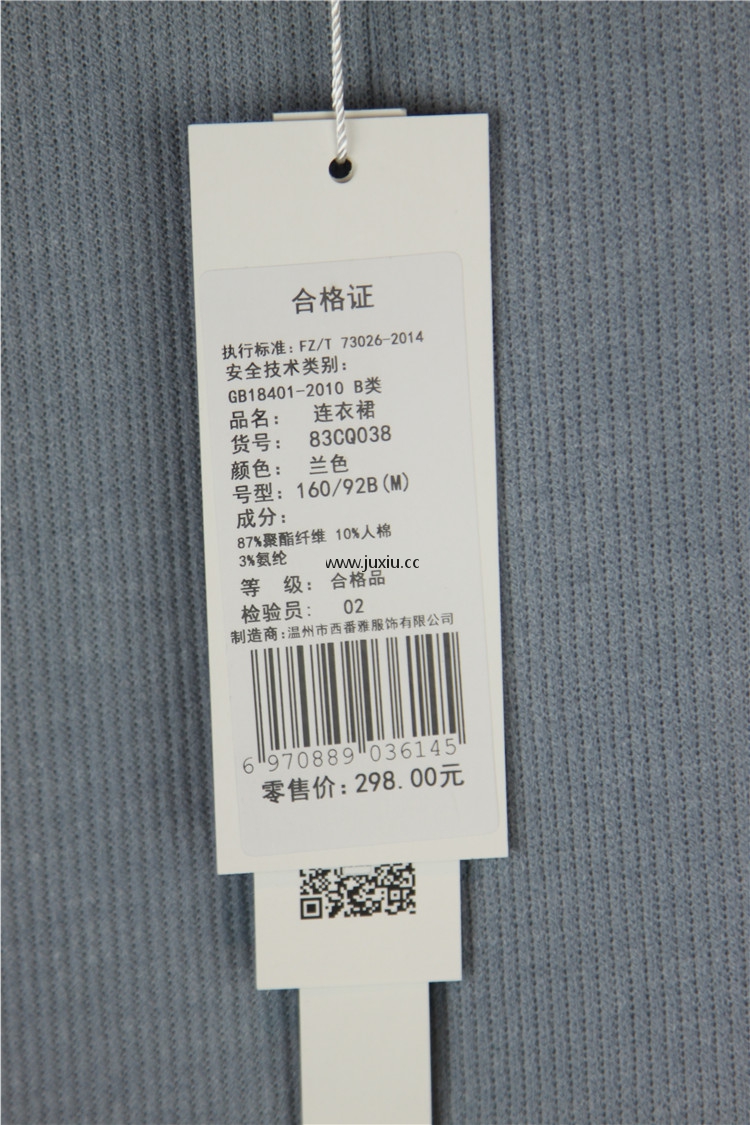 合格证
执行标准：FZ/T 73026-2014
安全技术类别：
GB18401-2010 B类
品名： 连衣裙
货号： 83CQ038
颜色： 兰色
号型：160/92B(M)
成分：
87%聚酯纤维 10%人棉
3%氨纶
www.juxiu.cc
等 级： 合格品
检验员： 02
制造商：温州市西番雅服饰有限公司
6 970889 036145
零售价：298.00元